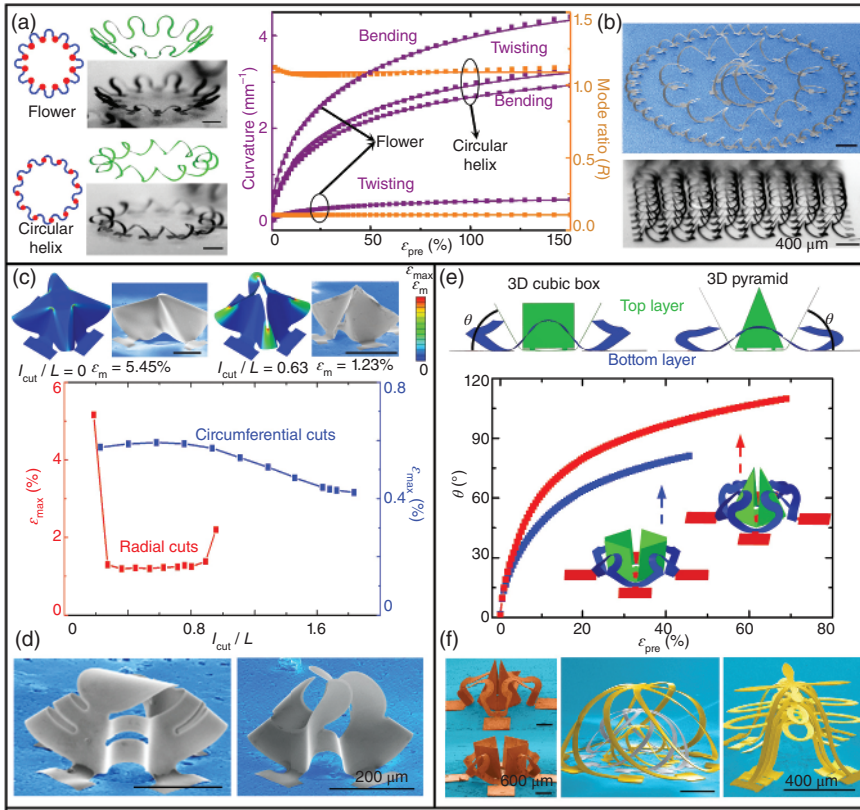 (a)
Flower
Circular
helix
Curvature (mm⁻¹)
4
2
0
Bending
Twisting
Bending
Flower
Circular
helix
Twisting
1.5
1.0
0.5
0.0
Mode ratio (R)
0
50
100
150
εpre (%)
(b)
400 μm
(c)
lcut / L = 0 εm = 5.45%
lcut / L = 0.63 εm = 1.23%
εmax
εm
0
6
4
2
0
εmax (%)
Circumferential cuts
Radial cuts
0.8
0.4
0
εmax (%)
0
0.8
1.6
lcut / L
(d)
200 μm
(e)
3D cubic box
3D pyramid
Top layer
θ
θ
Bottom layer
θ (°)
120
90
60
30
0
0
20
40
60
80
εpre (%)
(f)
600 μm
400 μm